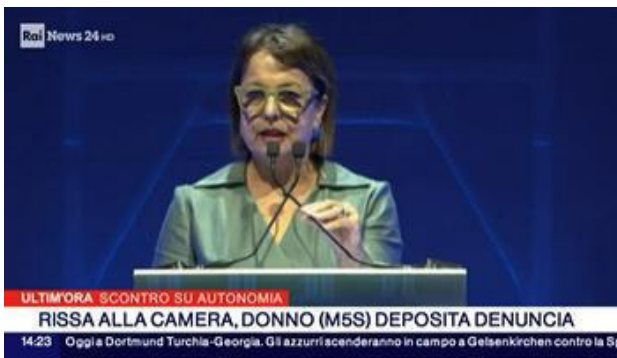 Rai News 24 HD
ULTIM'ORA SCONTRO SU AUTONOMIA
RISSA ALLA CAMERA, DONNO (M5S) DEPOSITA DENUNCIA
14:23 Oggi a Dortmund Turchia-Georgia. Gli azzurri scenderanno in campo a Gelsenkirchen contro la Sp